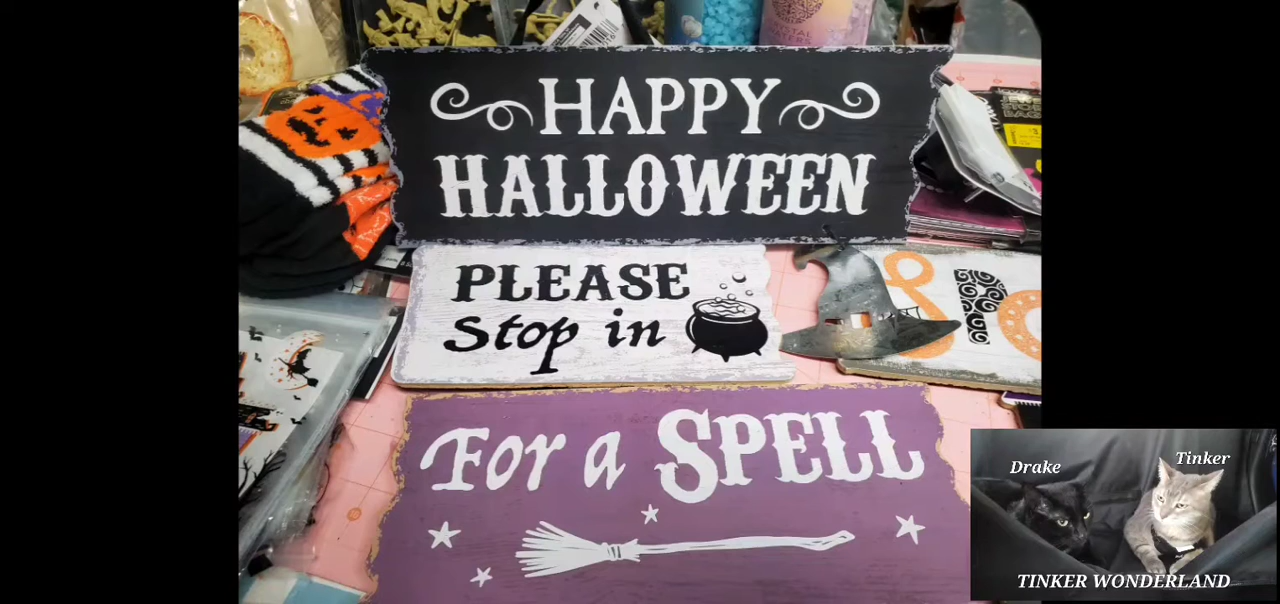 HAPPY
HALLOWEEN
PLEASE
Stop in
For a SPELL
Drake
Tinker
TINKER WONDERLAND